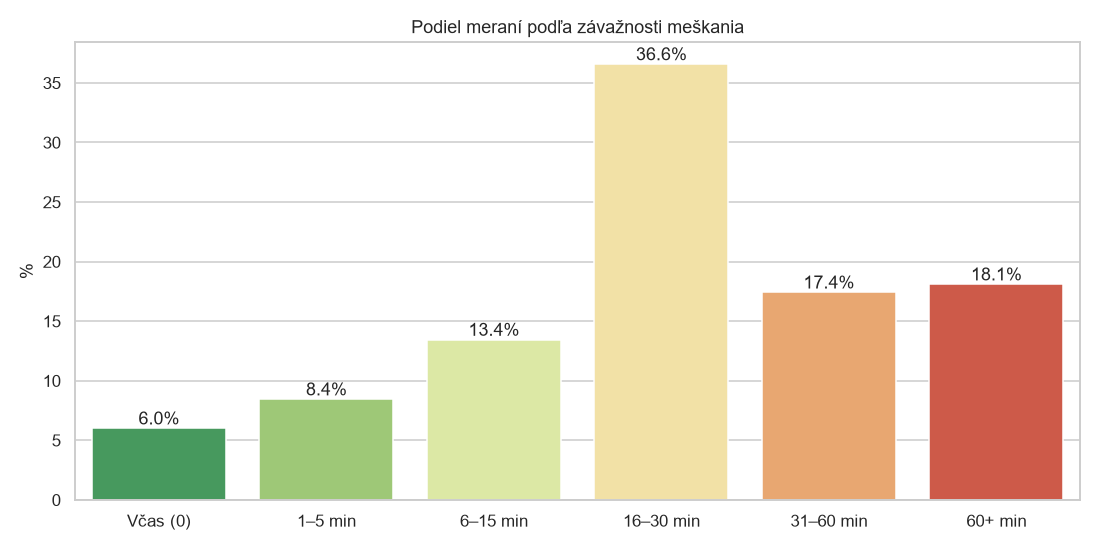 Podiel meraní podľa závažnosti meškania
%
35
30
25
20
15
10
5
0
6.0%
8.4%
13.4%
36.6%
17.4%
18.1%
Včas (0)
1–5 min
6–15 min
16–30 min
31–60 min
60+ min